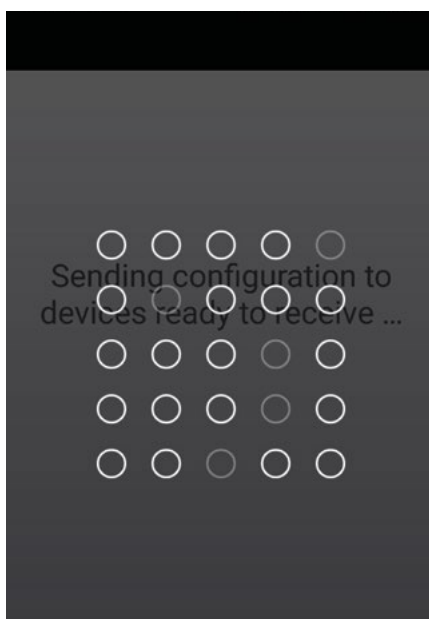 Sending configuration to
devices ready to receive ...